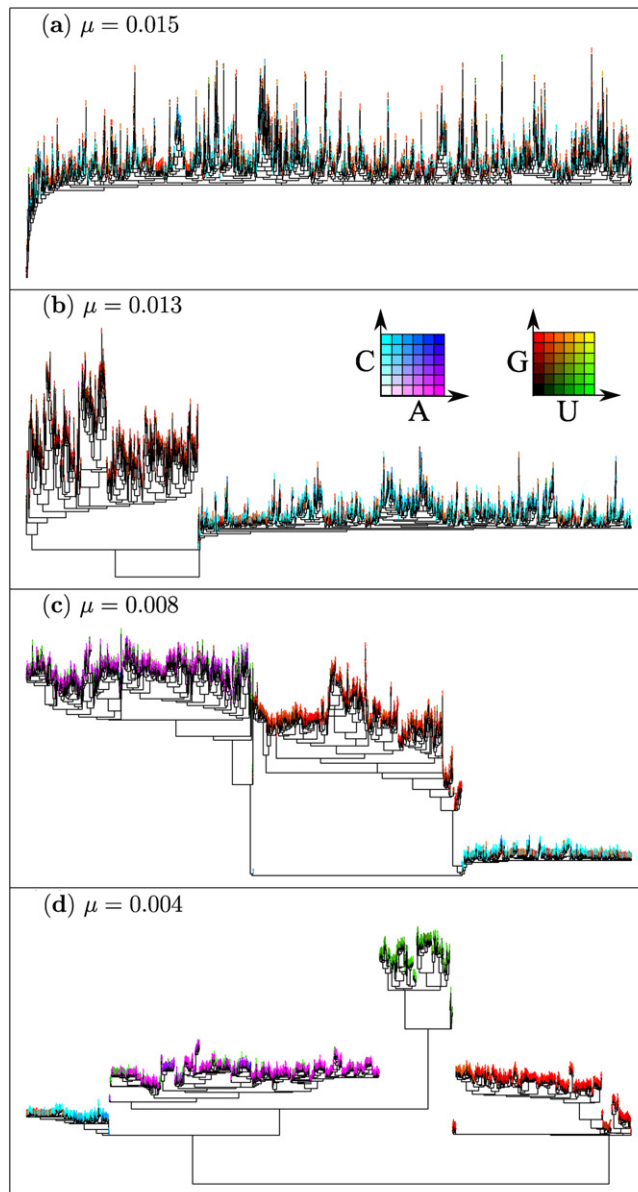 (a) μ = 0.015
(b) μ = 0.013
C
A
G
U
(c) μ = 0.008
(d) μ = 0.004